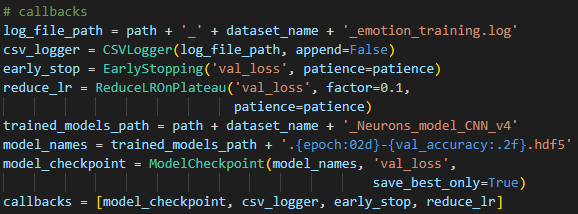 # callbacks
log_file_path = path + '_' + dataset_name + '_emotion_training.log'
csv_logger = CSVLogger(log_file_path, append=False)
early_stop = EarlyStopping('val_loss', patience=patience)
reduce_lr = ReduceLROnPlateau('val_loss', factor=0.1,
                              patience=patience)
trained_models_path = path + dataset_name + '_Neurons_model_CNN_v4'
model_names = trained_models_path + '.{epoch:02d}-{val_accuracy:.2f}.hdf5'
model_checkpoint = ModelCheckpoint(model_names, 'val_loss',
                                                save_best_only=True)
callbacks = [model_checkpoint, csv_logger, early_stop, reduce_lr]